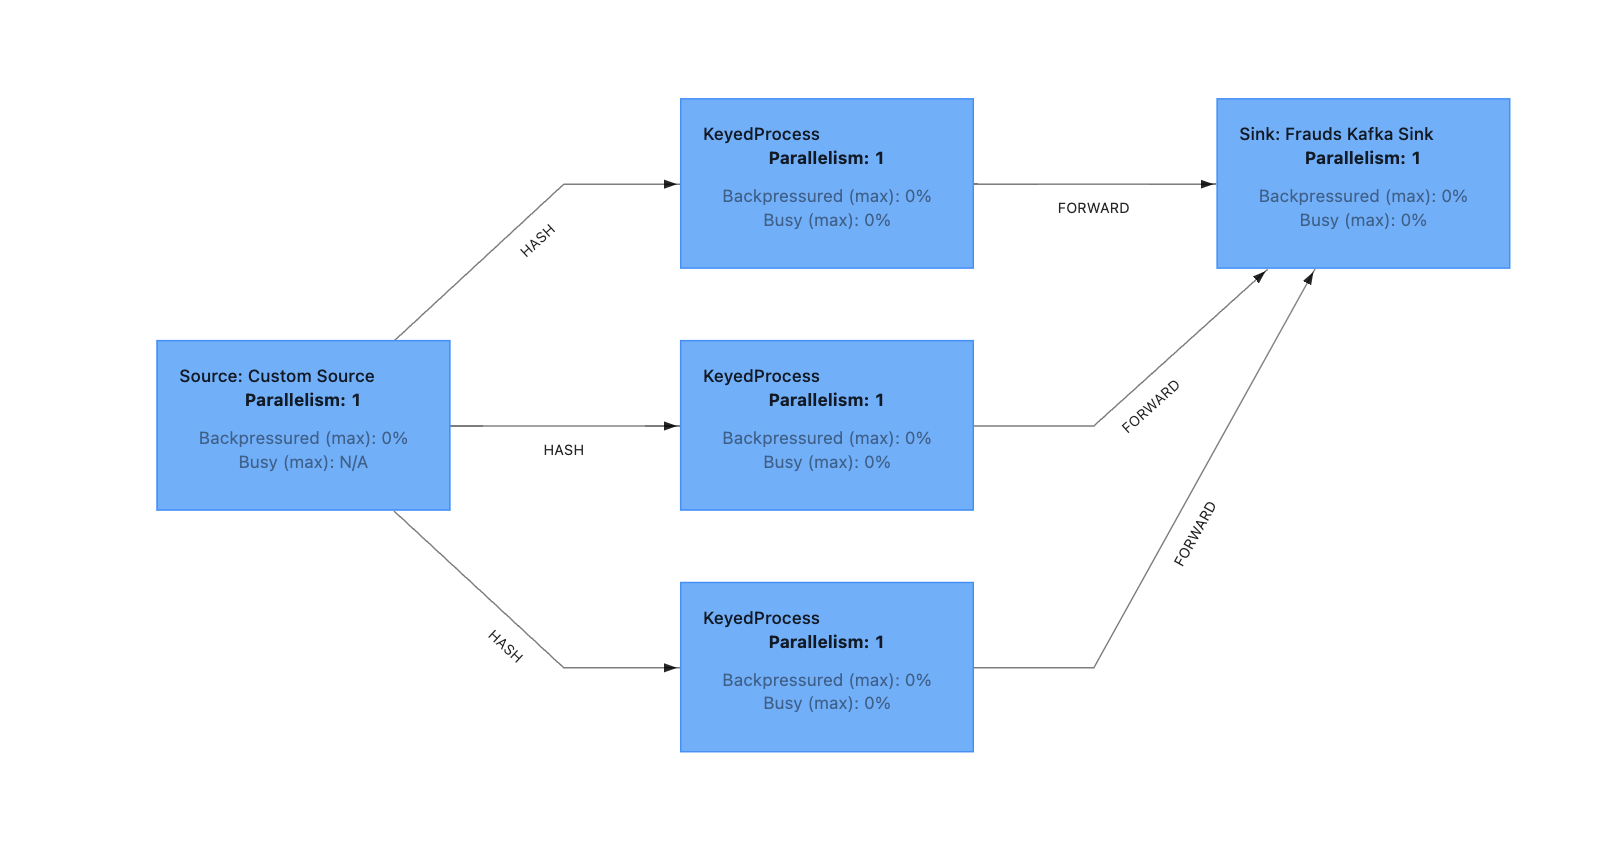 KeyedProcess
Parallelism: 1
Backpressured (max): 0%
Busy (max): 0%
Sink: Frauds Kafka Sink
Parallelism: 1
Backpressured (max): 0%
Busy (max): 0%
HASH
FORWARD
Source: Custom Source
Parallelism: 1
Backpressured (max): 0%
Busy (max): N/A
HASH
KeyedProcess
Parallelism: 1
Backpressured (max): 0%
Busy (max): 0%
FORWARD
FORWARD
HASH
KeyedProcess
Parallelism: 1
Backpressured (max): 0%
Busy (max): 0%